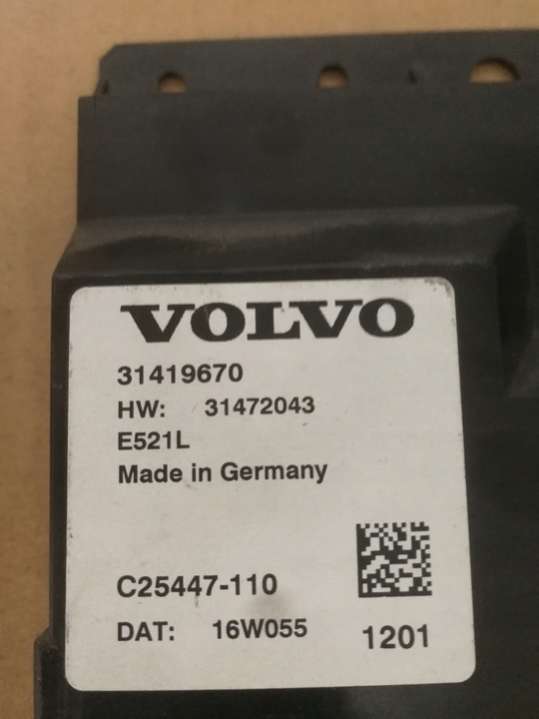 VOLVO
31419670
HW: 31472043
E521L
Made in Germany
C25447-110
DAT: 16W055
1201